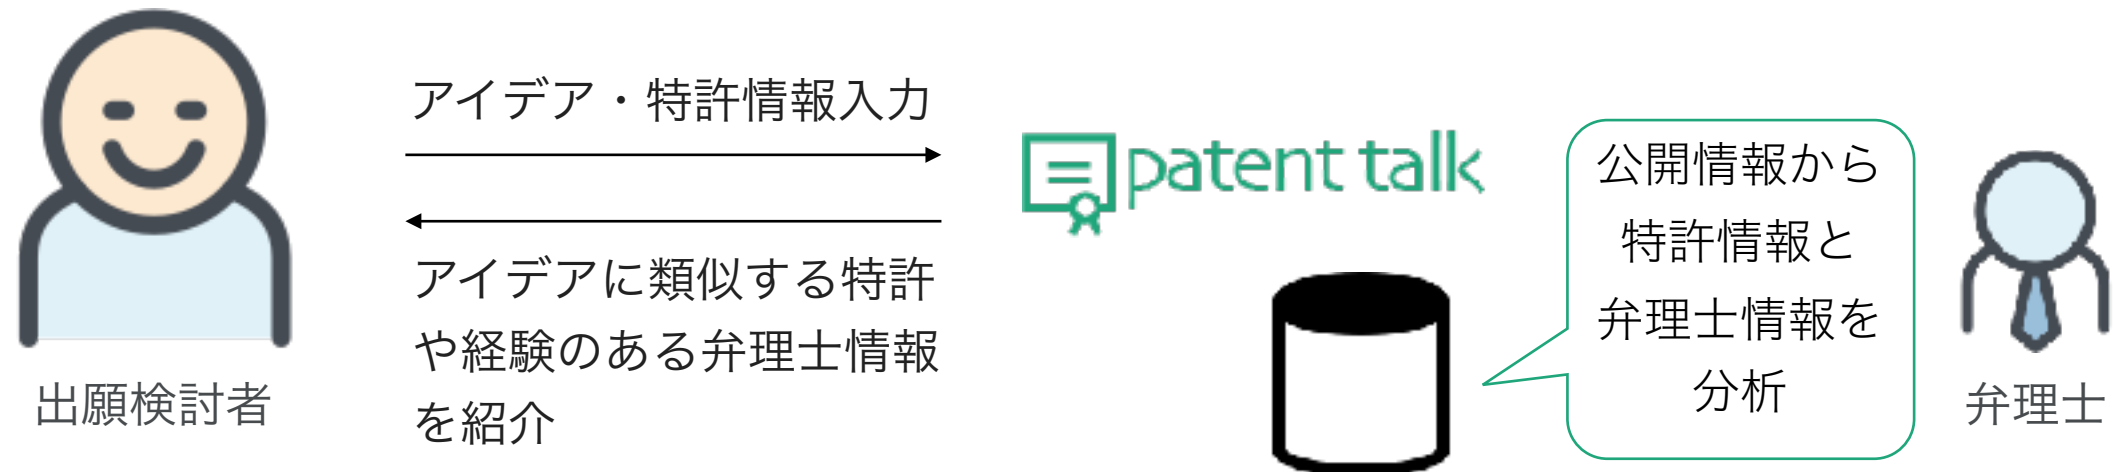 アイデア・特許情報入力
アイデアに類似する特許
や経験のある弁理士情報
を紹介
出願検討者
patent talk
公開情報から
特許情報と
弁理士情報を
分析
弁理士